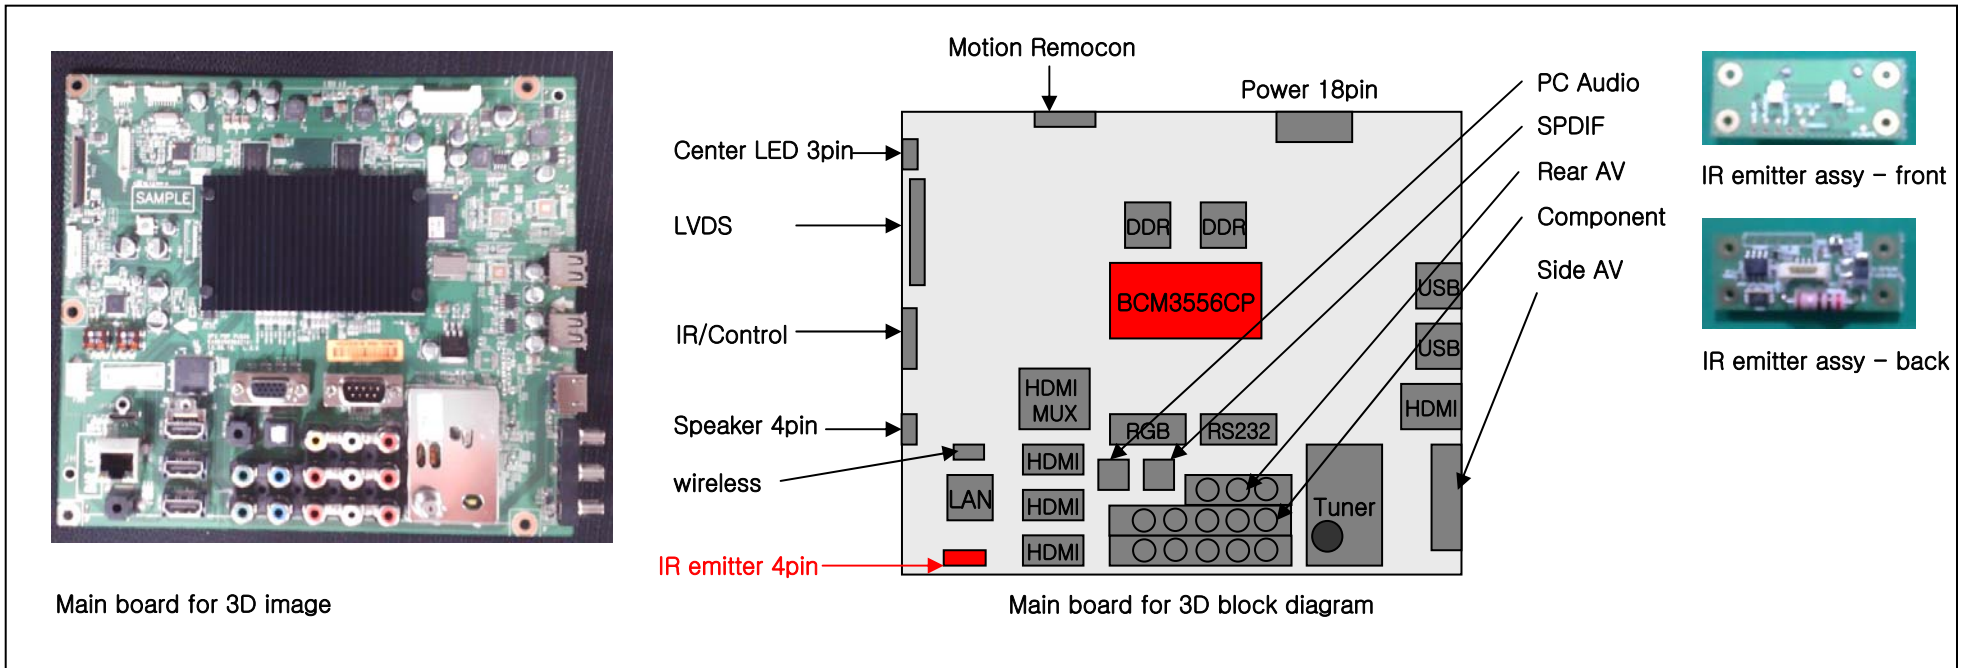 SAMPLE
Main board for 3D image
Motion Remocon
Power 18pin
Center LED 3pin
LVDS
IR/Control
Speaker 4pin
wireless
IR emitter 4pin
DDR
DDR
BCM3556CP
USB
USB
HDMI
MUX
HDMI
RGB
RS232
HDMI
LAN
HDMI
Tuner
HDMI
Main board for 3D block diagram
PC Audio
SPDIF
Rear AV
Component
Side AV
IR emitter assy - front
IR emitter assy - back